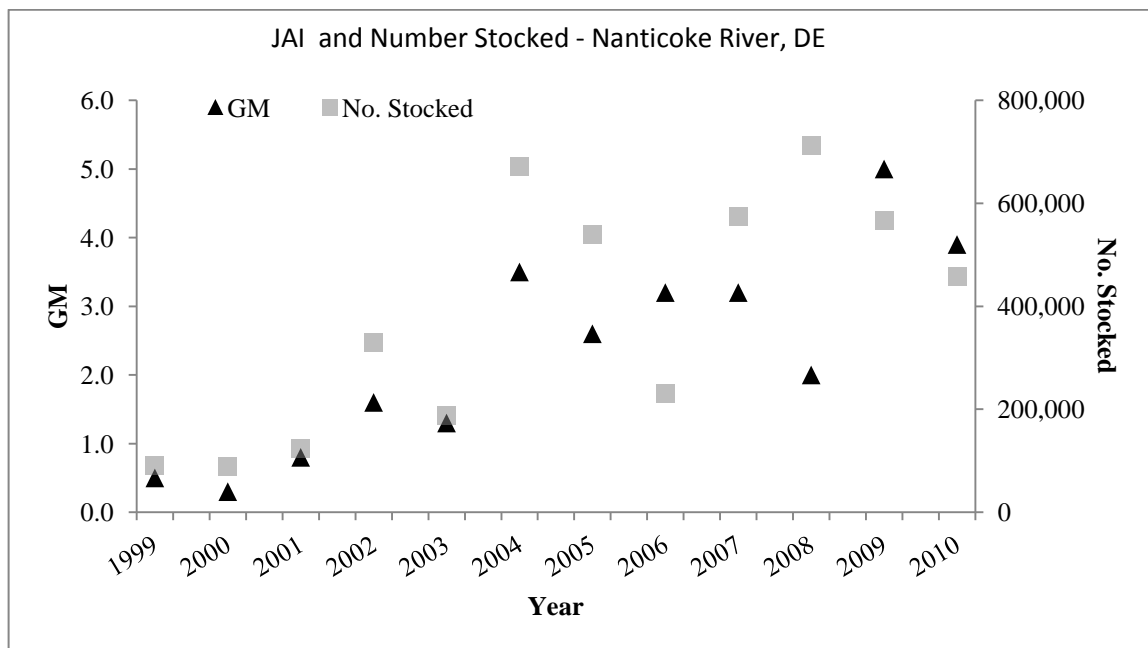 JAI and Number Stocked - Nanticoke River, DE
GM No. Stocked
6.0 800,000
5.0
600,000
4.0
3.0 400,000
2.0
200,000
1.0
0.0 0
GM
No. Stocked
1999 2000 2001 2002 2003 2004 2005 2006 2007 2008 2009 2010
Year